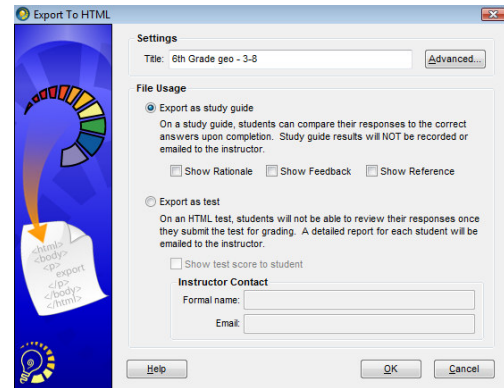 Export To HTML
Settings
Title: 6th Grade geo - 3-8 Advanced...
File Usage
Export as study guide
On a study guide, students can compare their responses to the correct
answers upon completion. Study guide results will NOT be recorded or
emailed to the instructor.
Show Rationale Show Feedback Show Reference
Export as test
On an HTML test, students will not be able to review their responses once
they submit the test for grading. A detailed report for each student will be
emailed to the instructor.
Show test score to student
Instructor Contact
Formal name:
Email:
<html>
<body>
<p>
export
</p>
</body>
</html>
Help OK Cancel